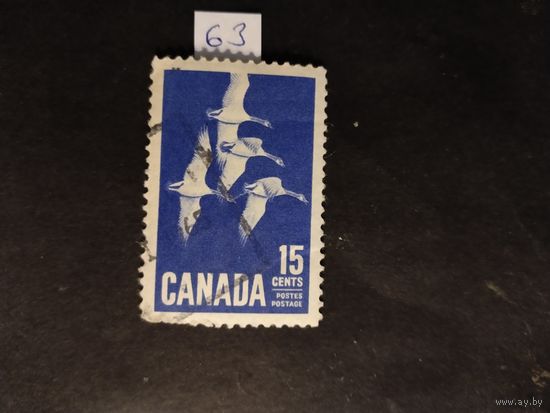 63
15
CENTS
CANADA
POSTES
POSTAGE
www.ay.by